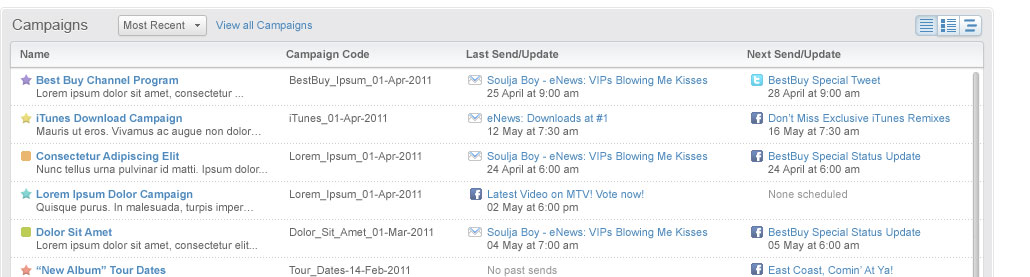 Campaigns Most Recent View all Campaigns
Name Campaign Code Last Send/Update Next Send/Update
Best Buy Channel Program BestBuy_Ipsum_01-Apr-2011 Soulja Boy - eNews: VIPs Blowing Me Kisses BestBuy Special Tweet
Lorem ipsum dolor sit amet, consectetur ... 25 April at 9:00 am 28 April at 9:00 am
iTunes Download Campaign iTunes_01-Apr-2011 eNews: Downloads at #1 Don't Miss Exclusive iTunes Remixes
Mauris ut eros. Vivamus ac augue non dolor... 12 May at 7:30 am 16 May at 7:30 am
Consectetur Adipiscing Elit Lorem_Ipsum_01-Apr-2011 Soulja Boy - eNews: VIPs Blowing Me Kisses BestBuy Special Status Update
Nunc tellus urna pulvinar id matti. Ipsum dolor... 24 April at 6:00 am 24 April at 6:00 am
Lorem Ipsum Dolor Campaign Lorem_Ipsum_01-Apr-2011 Latest Video on MTV! Vote now! None scheduled
Quisque purus. In malesuada, turpis imper... 02 May at 6:00 pm
Dolor Sit Amet Dolor_Sit_Amet_01-Mar-2011 Soulja Boy - eNews: VIPs Blowing Me Kisses BestBuy Special Status Update
Lorem ipsum dolor sit amet, consectetur elit... 04 May at 7:00 am 05 May at 6:00 am
“New Album” Tour Dates Tour_Dates-14-Feb-2011 No past sends East Coast, Comin' At Ya!